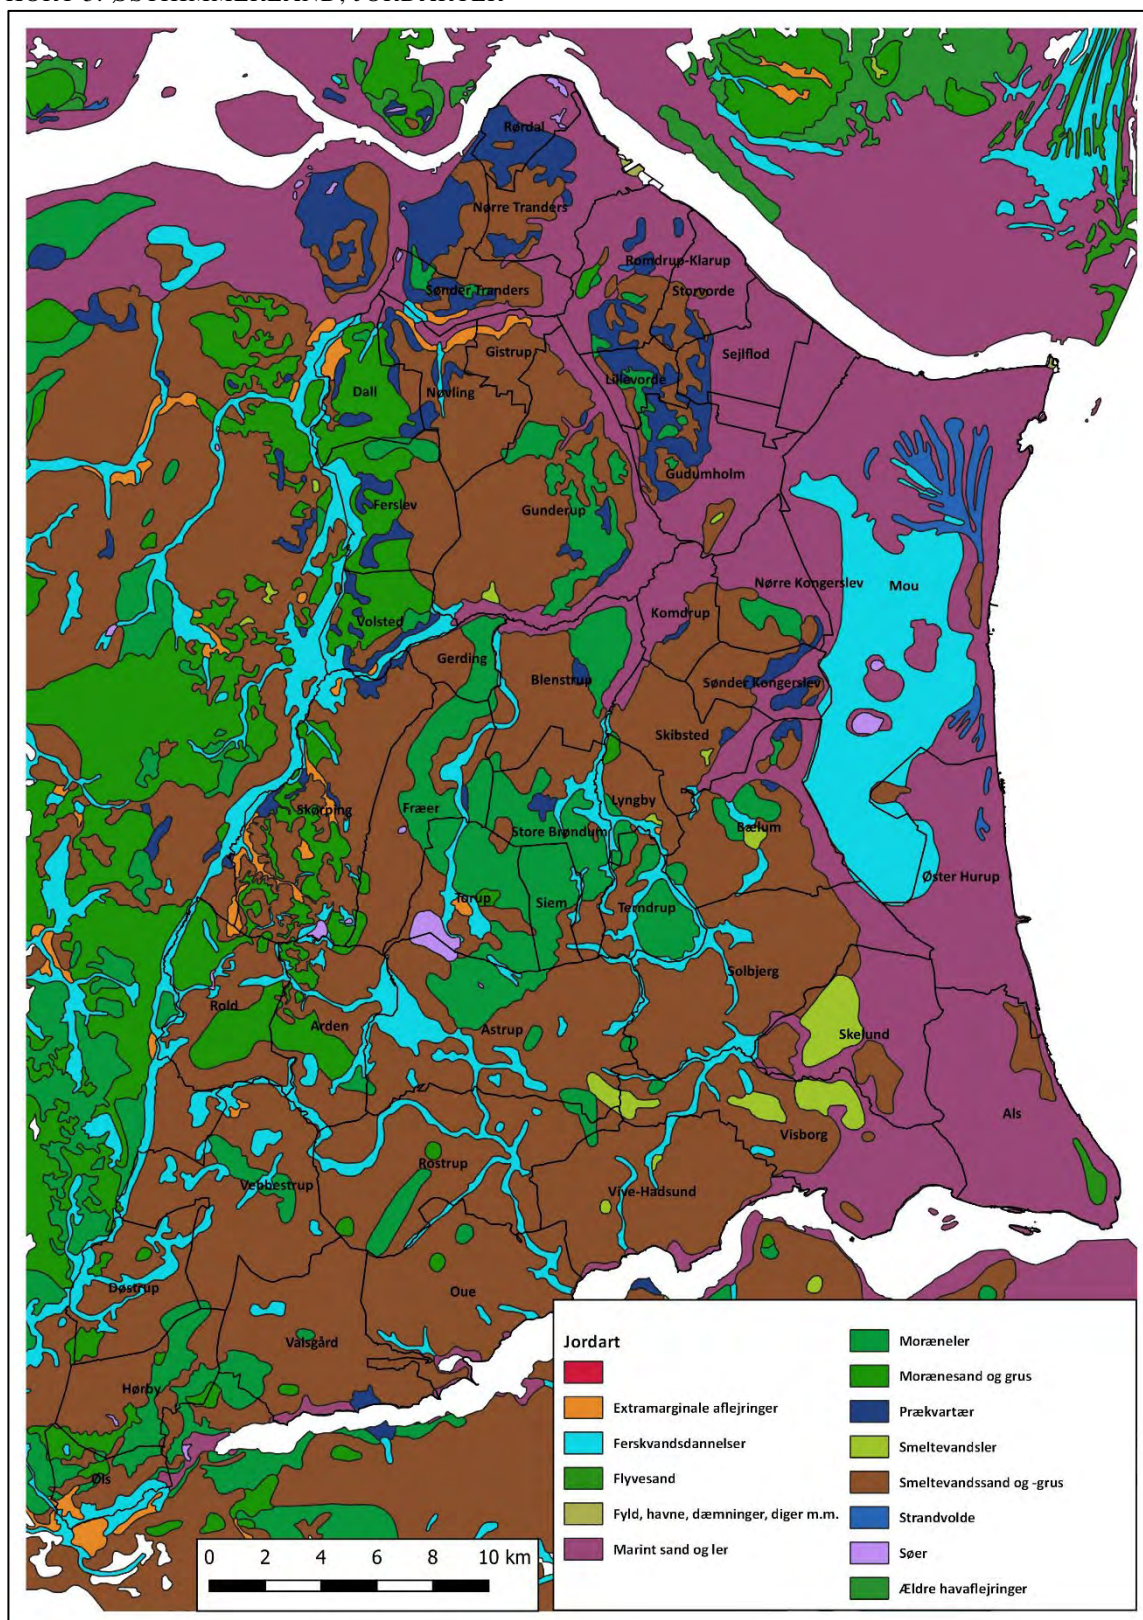 Rørdal
Nørre Tranders
Romdrup-Klarup
Sønder Tranders
Storvorde
Gistrup
Sejlflod
Dall
Nøvling
Lillevorde
Gudumholm
Ferslev
Gunderup
Nørre Kongerslev
Mou
Komdrup
Volsted
Gerding
Blenstrup
Sønder Kongerslev
Skibsted
Skørping
Fræer
Lyngby
Store Brøndum
Bælum
Øster Hurup
Torup
Siem
Terndrup
Solbjerg
Rold
Arden
Astrup
Skelund
Als
Visborg
Rostrup
Vebbestrup
Vive-Hadsund
Døstrup
Oue
Valsgård
Hørby
Øls
Jordart
Extramarginale aflejringer
Ferskvandsdannelser
Flyvesand
Fyld, havne, dæmninger, diger m.m.
Marint sand og ler
Moræneler
Morænesand og grus
Prækvartær
Smeltevandsler
Smeltevandssand og -grus
Strandvolde
Søer
Ældre havaflejringer
0 2 4 6 8 10 km